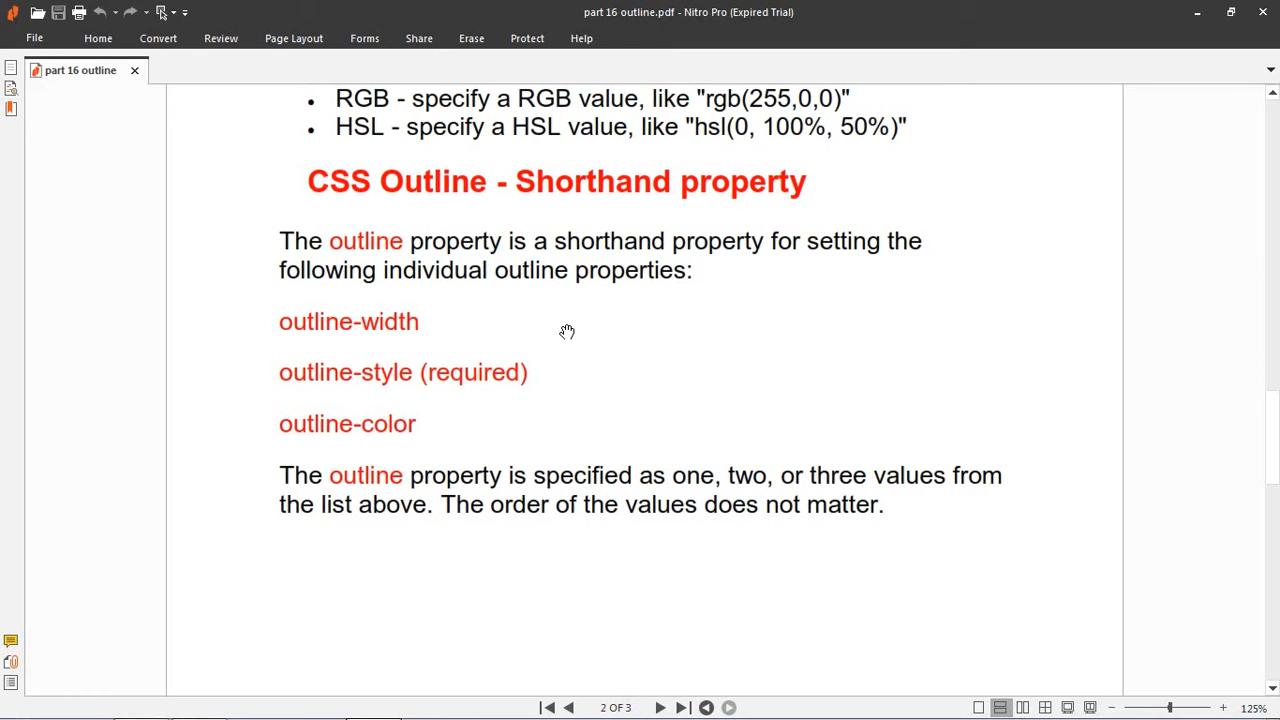 part 16 outline.pdf - Nitro Pro (Expired Trial)
File Home Convert Review Page Layout Forms Share Erase Protect Help
part 16 outline
• RGB - specify a RGB value, like "rgb(255,0,0)"
• HSL - specify a HSL value, like "hsl(0, 100%, 50%)"
CSS Outline - Shorthand property
The outline property is a shorthand property for setting the
following individual outline properties:
outline-width
outline-style (required)
outline-color
The outline property is specified as one, two, or three values from
the list above. The order of the values does not matter.
2 OF 3
125%